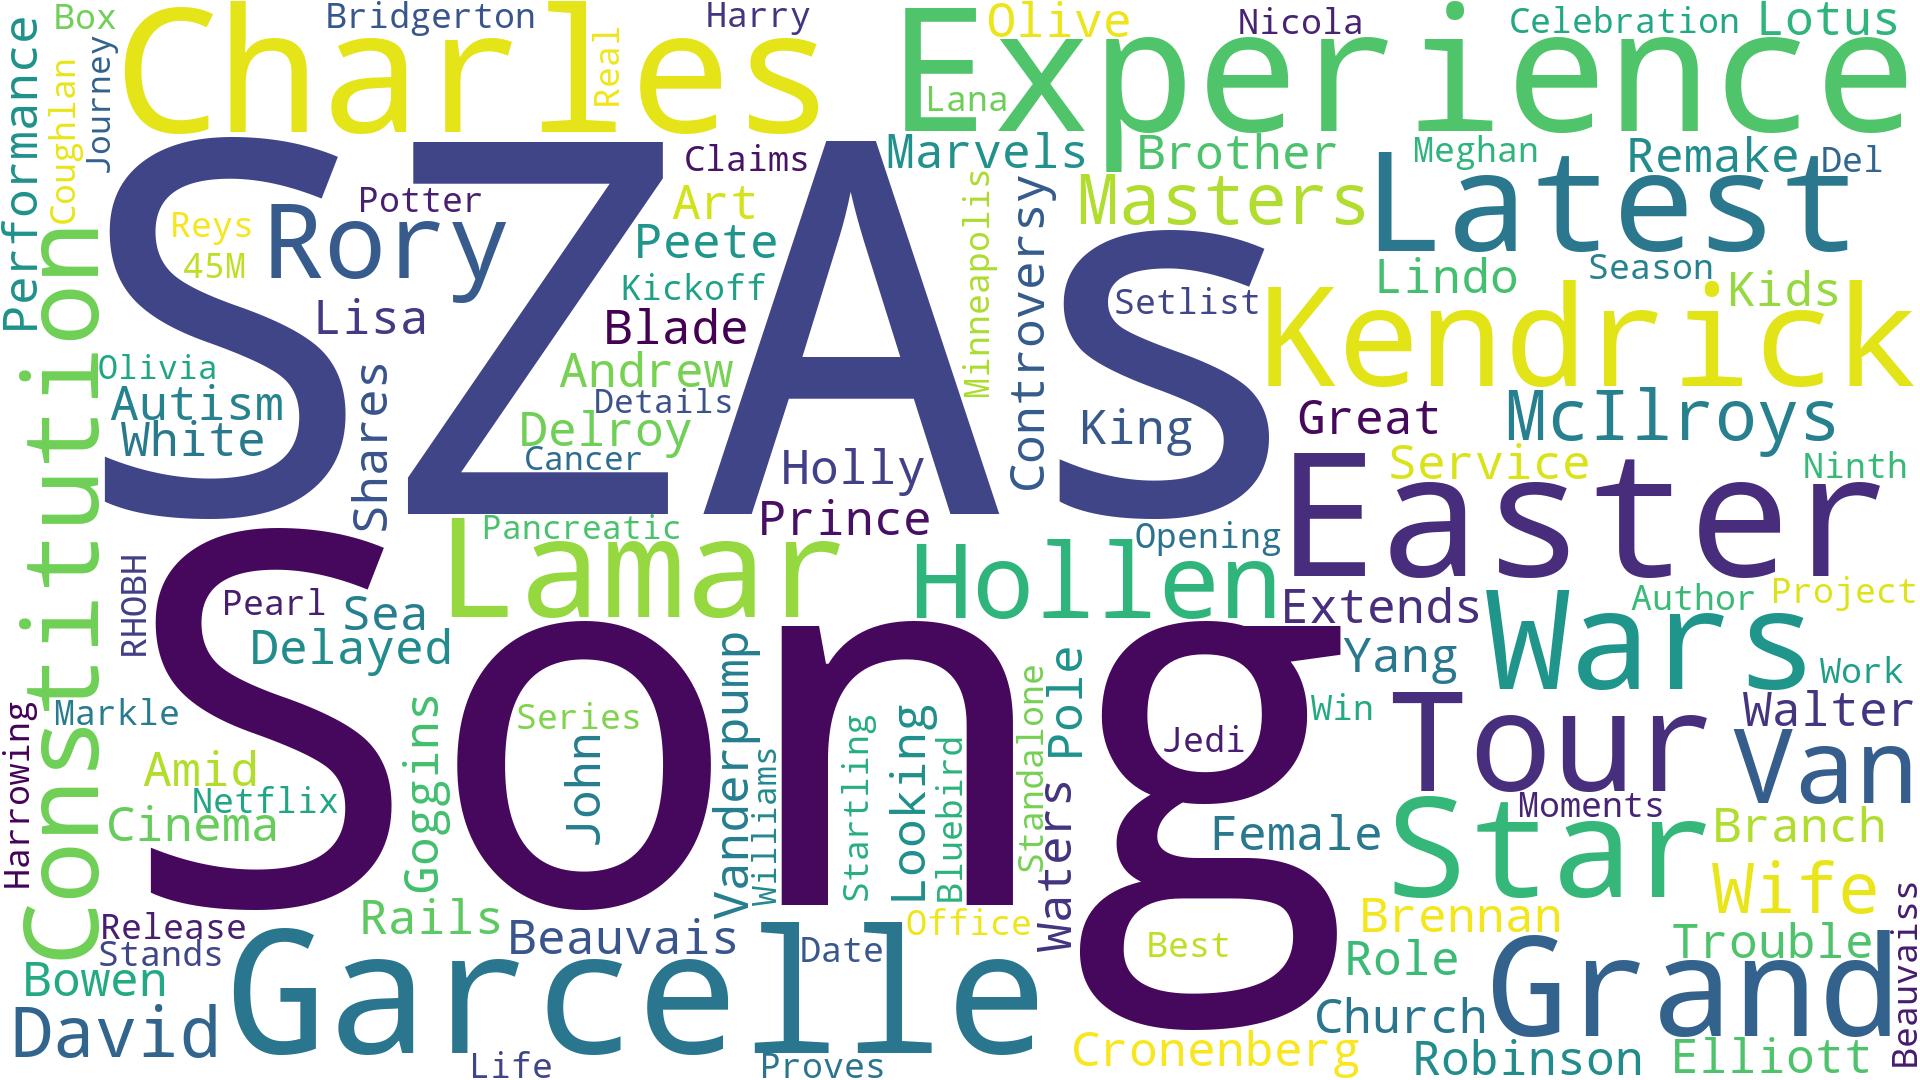 Box
Bridgerton
Harry
Olive
Nicola
Celebration
Lotus
Performance
Coughlan
Journey
Charles
Real
Experience
Lana
Claims
Marvels
Brother
Meghan
Remake
Del
Potter
Art
Masters
Latest
Reys
45M
Rory
Peete
Minneapolis
Controversy
Lindo
Season
Kids
Constitution
SZAs
Lisa
Kickoff
Blade
Setlist
Kendrick
Olivia
Autism
White
Shares
Andrew
Details
Delroy
Cancer
King
Great
McIlroys
Holly
Service
Ninth
Prince
Easter
Pancreatic
Lamar
Opening
Hollen
RHOBH
Pearl
Sea
Delayed
Extends
Author
Project
Wars
Yang
Work
Song
Markle
Series
Vanderpump
Pole
Win
Tour
Walter
Harrowing
Goggins
John
Williams
Startling
Looking
Bluebird
Standalone
Jedi
Van
Amid
Netflix
Cinema
Waters
Female
Star
Moments
Branch
Wife
Release
Stands
Rails
Beauvais
Date
Office
Best
Brennan
Trouble
Beauvaiss
Bowen
Garcelle
Role
Grand
David
Church
Life
Proves
Cronenberg
Robinson
Elliott